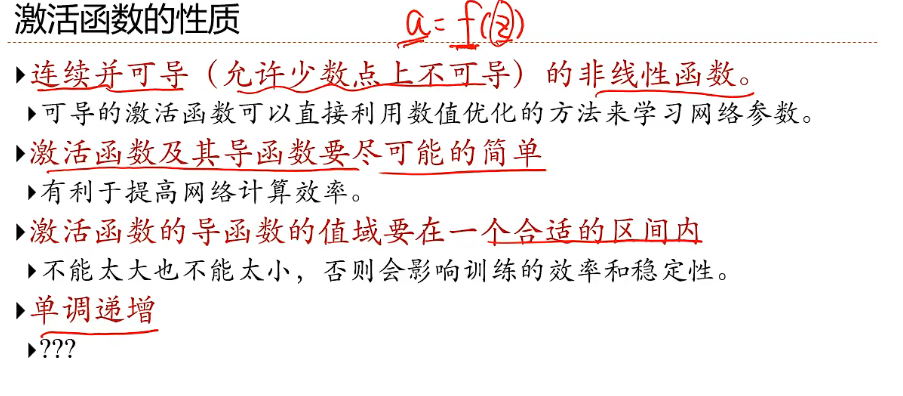 激活函数的性质
a = f(z)
连续并可导（允许少数点上不可导）的非线性函数。
可导的激活函数可以直接利用数值优化的方法来学习网络参数。
激活函数及其导函数要尽可能的简单
有利于提高网络计算效率。
激活函数的导函数的值域要在一个合适的区间内
不能太大也不能太小，否则会影响训练的效率和稳定性。
单调递增
???